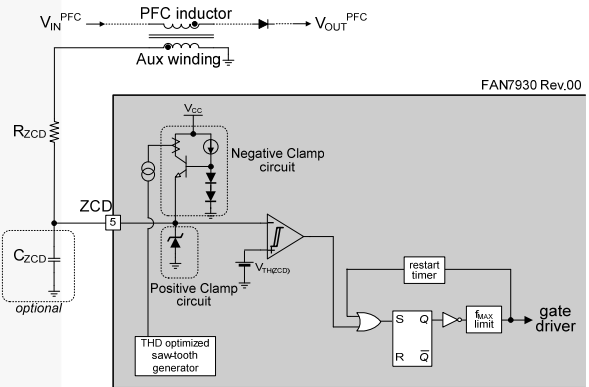 V_IN^PFC
PFC inductor
V_OUT^PFC
Aux winding
FAN7930 Rev.00
V_CC
R_ZCD
Negative Clamp
circuit
ZCD
5
C_ZCD
optional
V_TH(ZCD)
Positive Clamp
circuit
restart
timer
THD optimized
saw-tooth
generator
S
Q
R
Q̅
f_MAX
limit
gate
driver